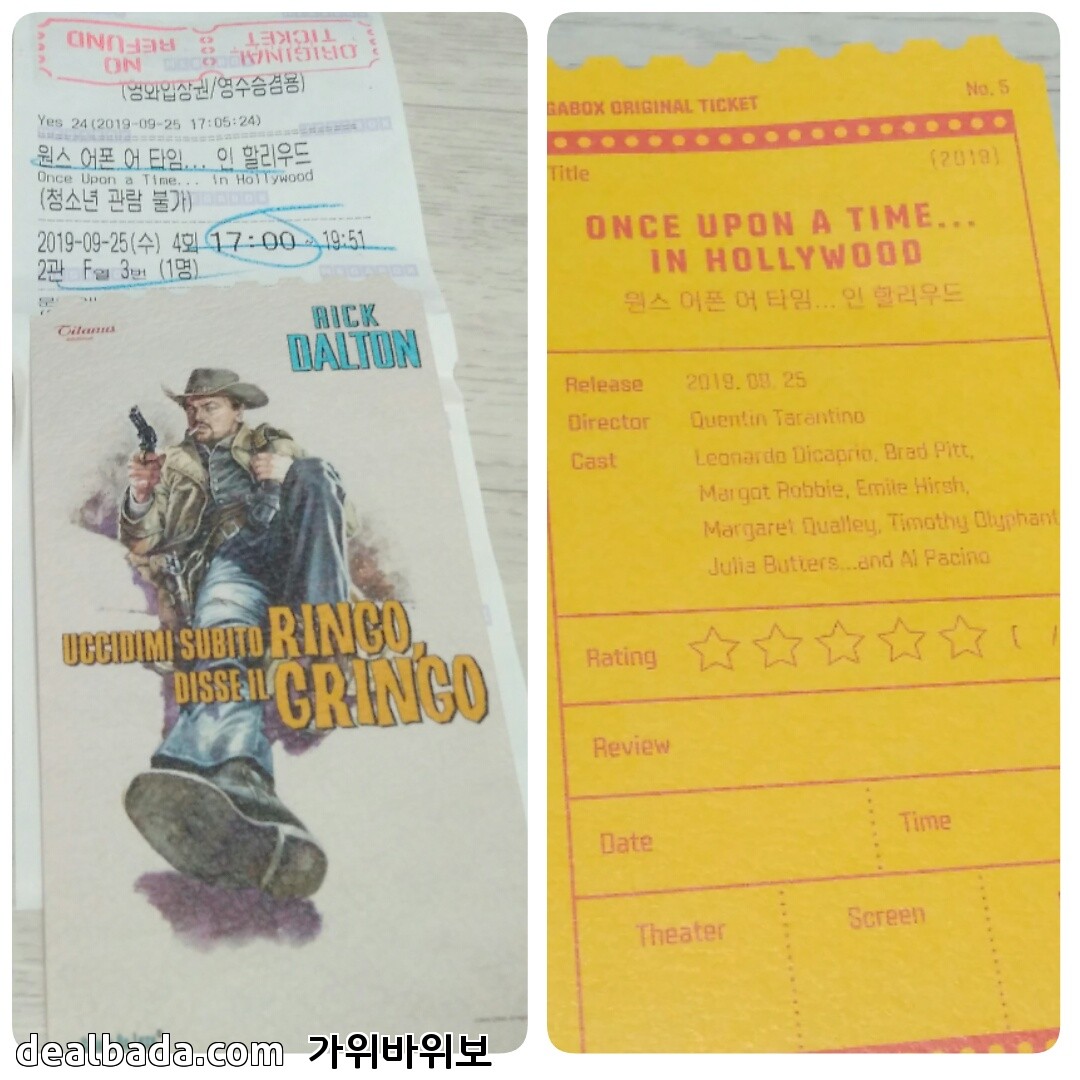 ORIGINAL
TICKET
NO
REFUND
(영화입장권/영수증겸용)
Yes 24(2019-09-25 17:05:24)
원스 어폰 어 타임... 인 할리우드
Once Upon a Time... in Hollywood
(청소년 관람 불가)
2019-09-25(수) 4회 17:00 ~ 19:51
2관 F열 3번 (1명)
Titanus
RICK
DALTON
UCCIDIMI SUBITO RINGO,
DISSE IL GRINGO
dealbada.com 가위바위보
GABOX ORIGINAL TICKET
No. 5
Title
(2019)
ONCE UPON A TIME...
IN HOLLYWOOD
원스 어폰 어 타임... 인 할리우드
Release 2019. 09. 25
Director Quentin Tarantino
Cast Leonardo Dicaprio, Brad Pitt,
Margot Robbie, Emile Hirsh,
Margaret Qualley, Timothy Olyphant
Julia Butters...and Al Pacino
Rating
Review
Date
Time
Theater
Screen